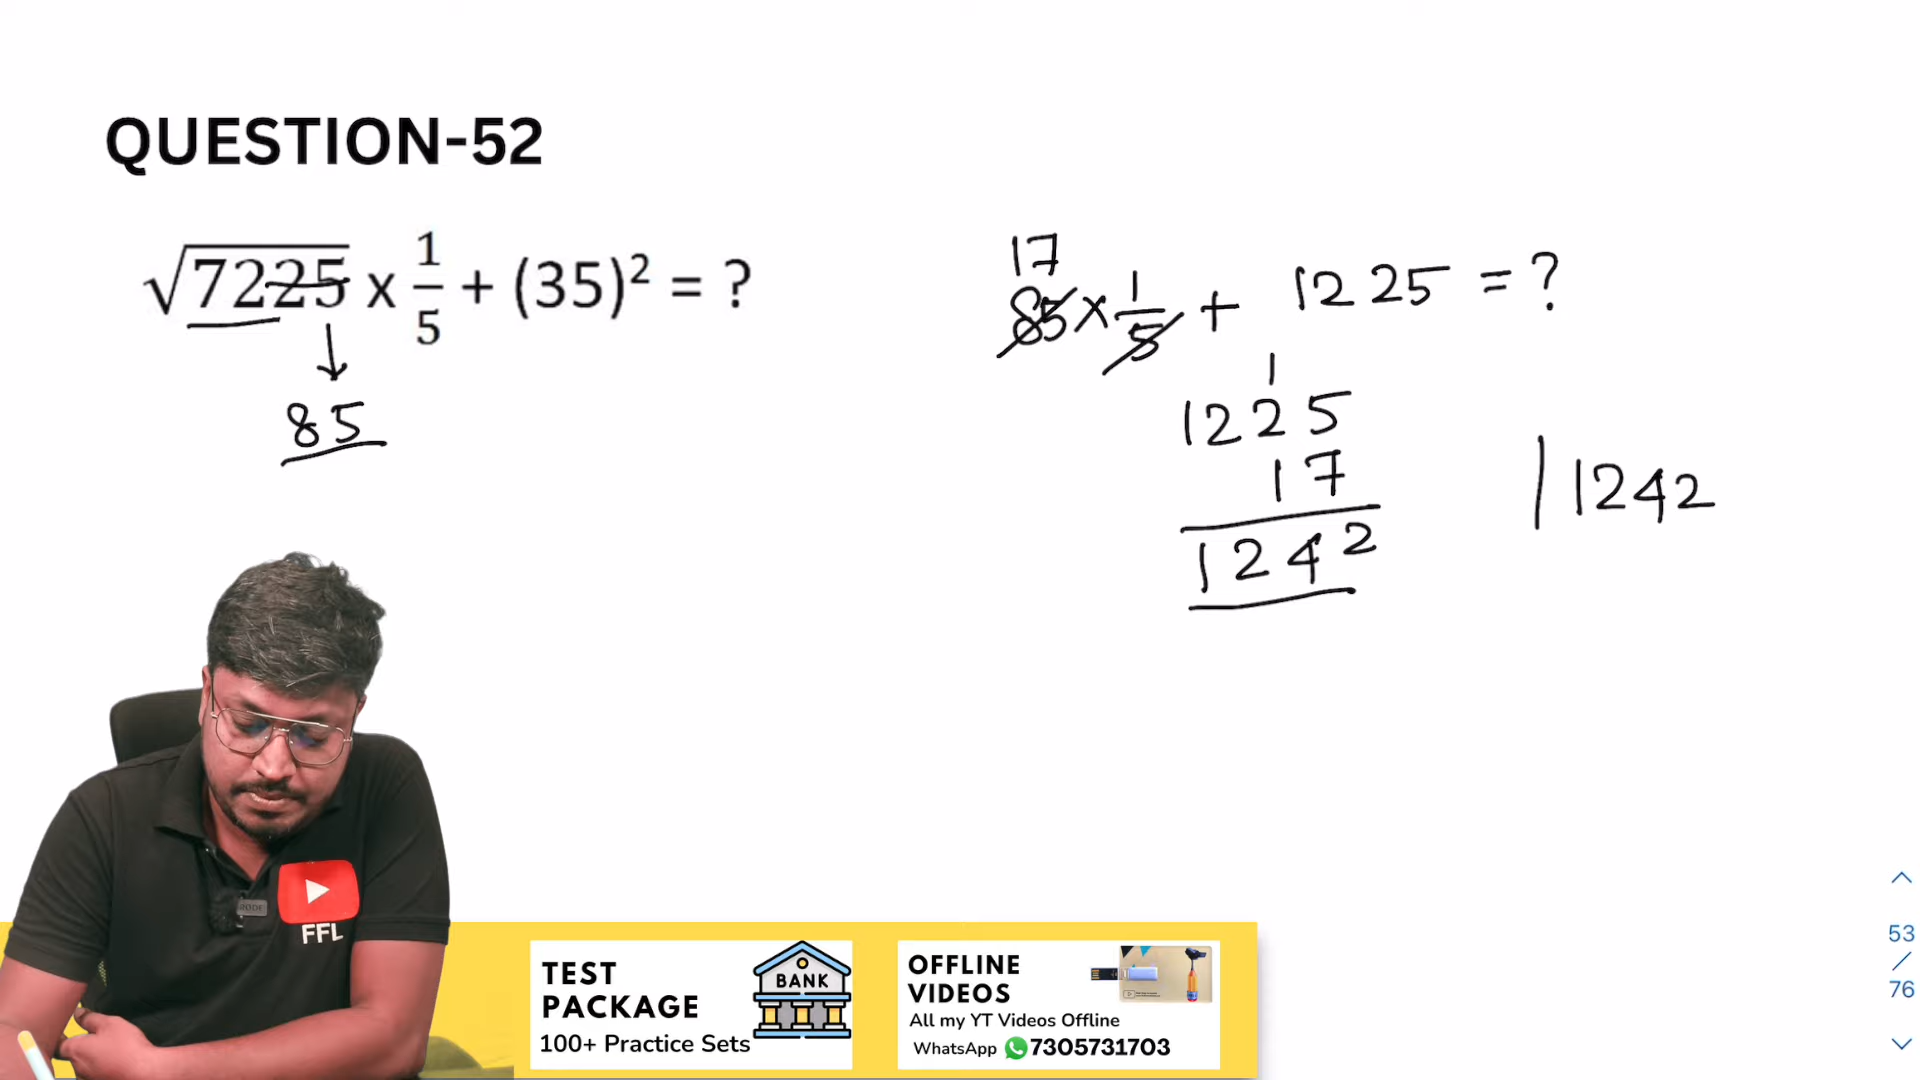 QUESTION-52
√7225 x 1/5 + (35)² = ?
85
17
85 x 1/5 + 1225 = ?
1
1225
17
1242
1242
RODE
FFL
TEST
PACKAGE
100+ Practice Sets
BANK
OFFLINE
VIDEOS
All my YT Videos Offline
WhatsApp 7305731703
53
/
76